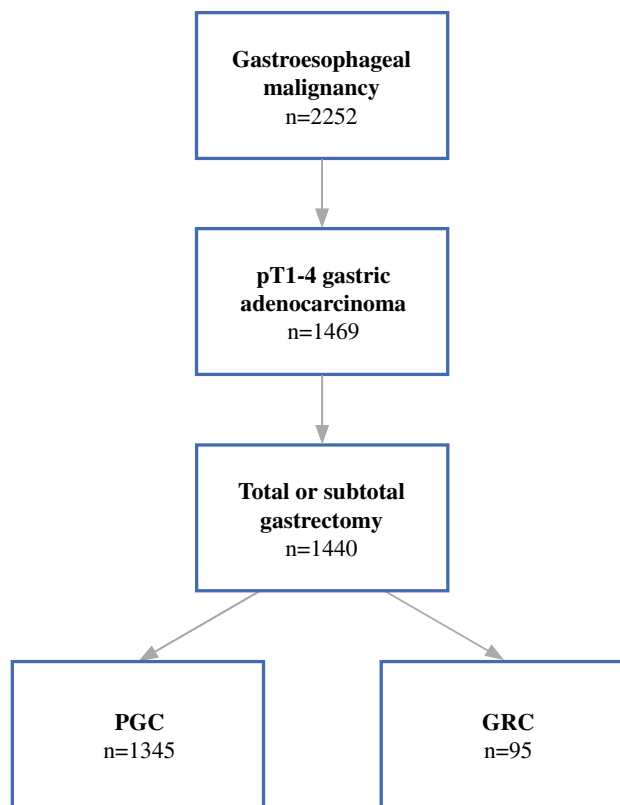 Gastroesophageal
malignancy
n=2252
pT1-4 gastric
adenocarcinoma
n=1469
Total or subtotal
gastrectomy
n=1440
PGC
n=1345
GRC
n=95